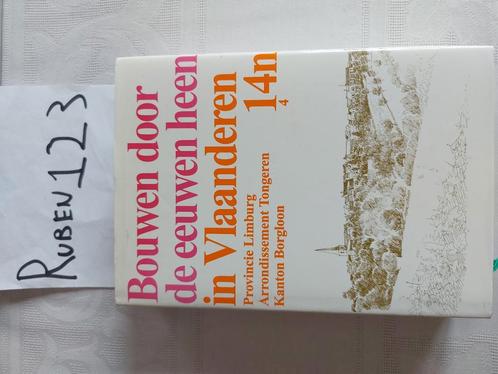 RUBEN123
Bouwen door
de eeuwen heen
in Vlaanderen
14n
4
Provincie Limburg
Arrondissement Tongeren
Kanton Borgloon